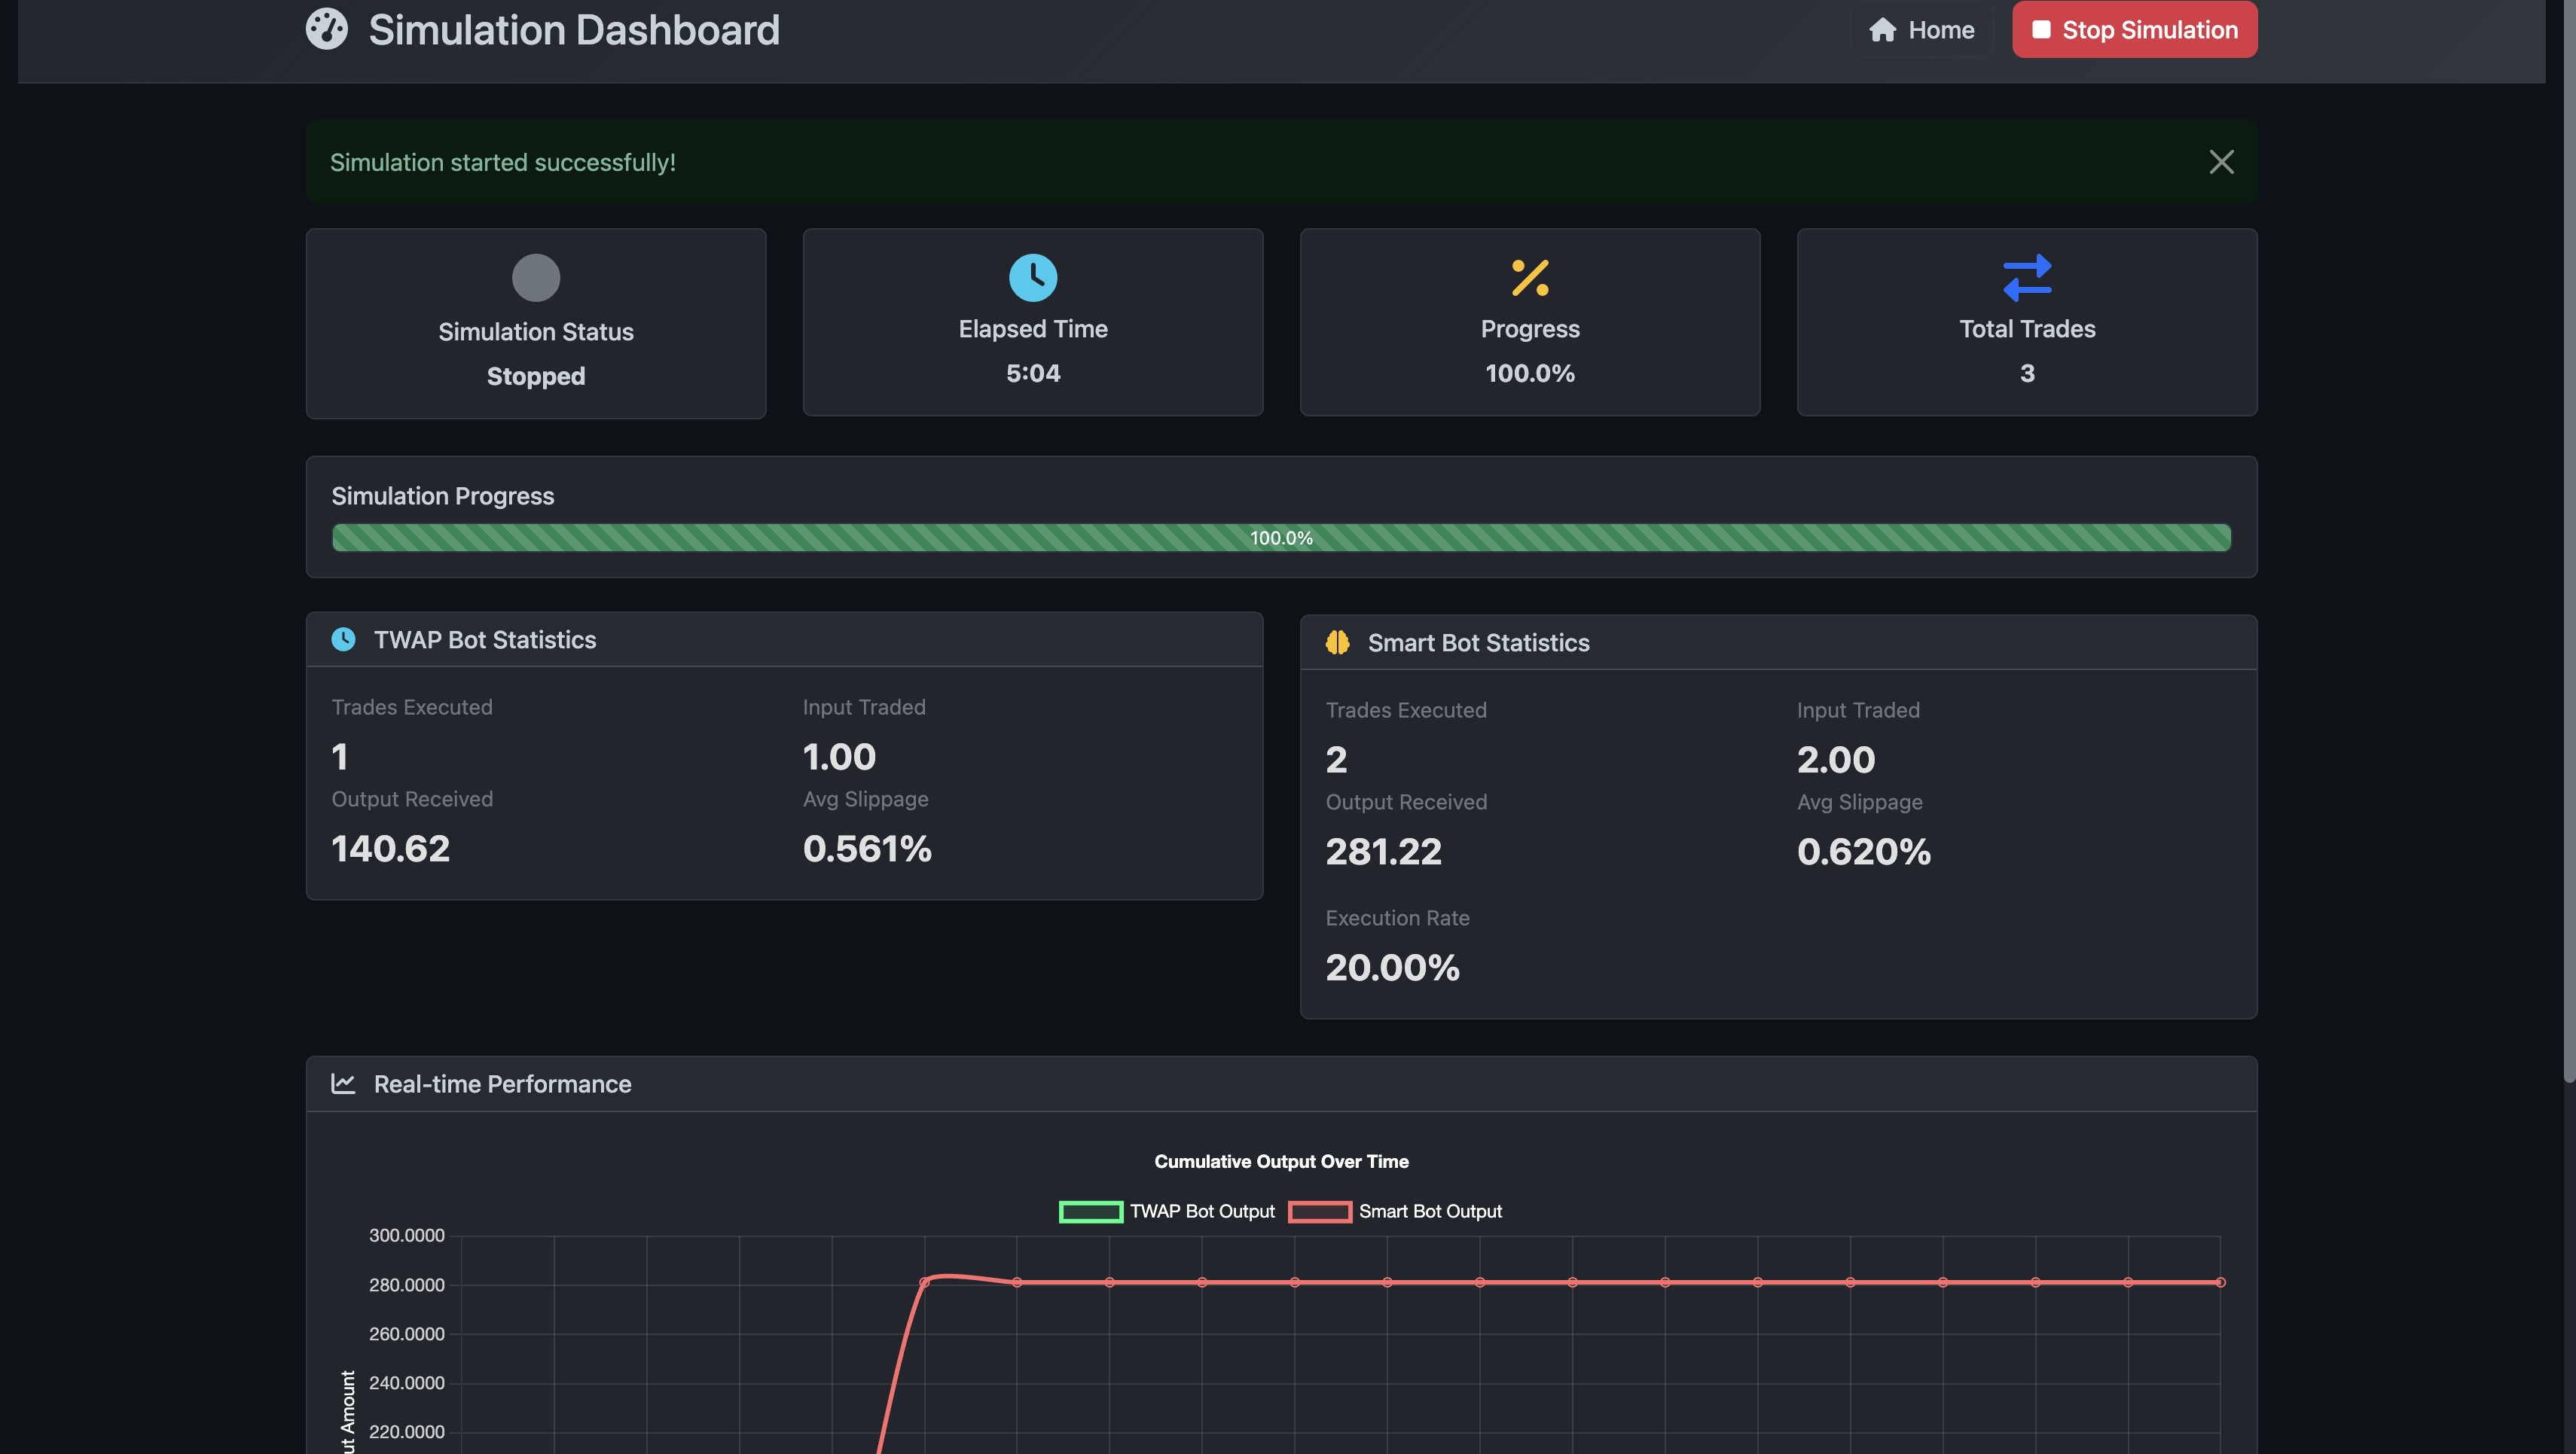 Simulation Dashboard
Home
Stop Simulation
Simulation started successfully!
Simulation Status
Stopped
Elapsed Time
5:04
Progress
100.0%
Total Trades
3
Simulation Progress
100.0%
TWAP Bot Statistics
Trades Executed
Input Traded
1
1.00
Output Received
Avg Slippage
140.62
0.561%
Smart Bot Statistics
Trades Executed
Input Traded
2
2.00
Output Received
Avg Slippage
281.22
0.620%
Execution Rate
20.00%
Real-time Performance
Cumulative Output Over Time
TWAP Bot Output
Smart Bot Output
300.0000
280.0000
260.0000
240.0000
220.0000
ut Amount